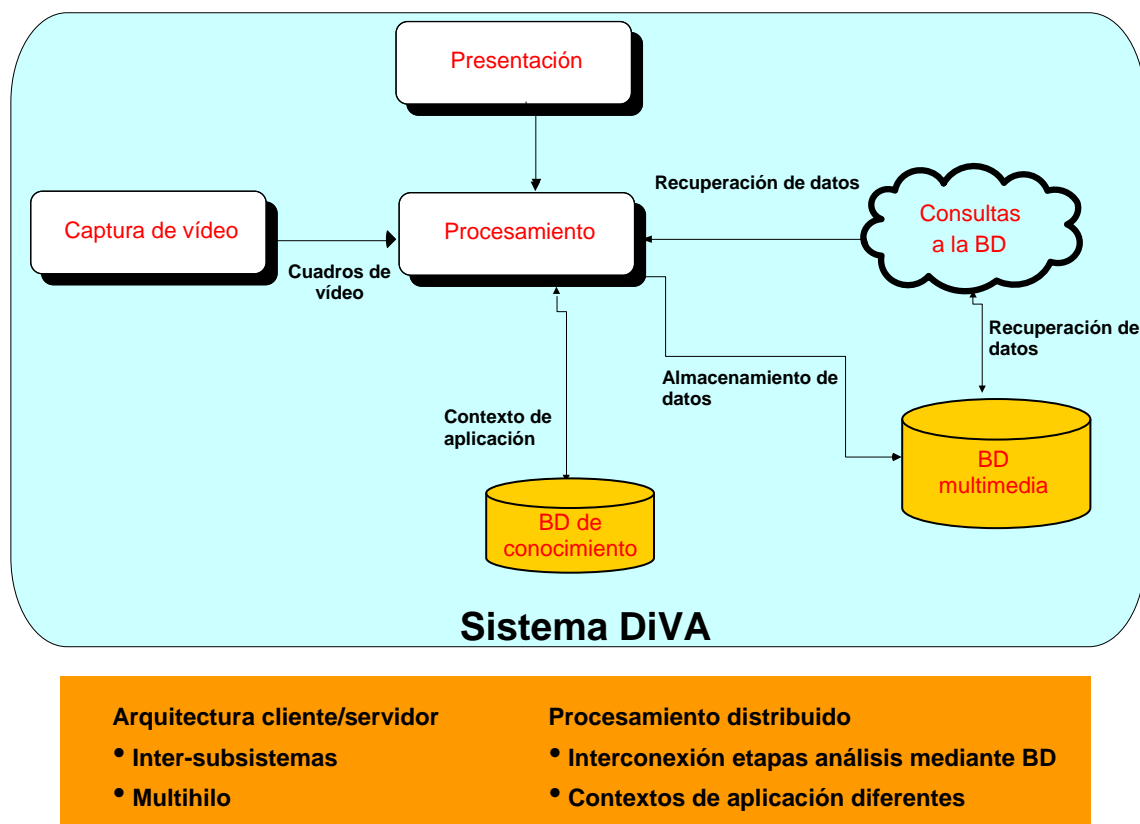 Presentación
Recuperación de datos
Consultas
a la BD
Captura de vídeo
Procesamiento
Cuadros de
vídeo
Recuperación de
datos
Almacenamiento de
datos
Contexto de
aplicación
BD
multimedia
BD de
conocimiento
Sistema DiVA
Arquitectura cliente/servidor
• Inter-subsistemas
• Multihilo
Procesamiento distribuido
• Interconexión etapas análisis mediante BD
• Contextos de aplicación diferentes